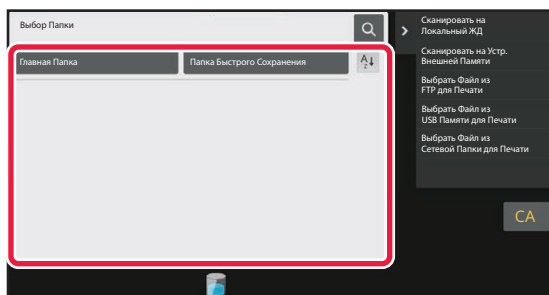 Выбор Папки
Главная Папка
Папка Быстрого Сохранения
A
Z
Сканировать на
Локальный ЖД
Сканировать на Устр.
Внешней Памяти
Выбрать Файл из
FTP для Печати
Выбрать Файл из
USB Памяти для Печати
Выбрать Файл из
Сетевой Папки для Печати
CA